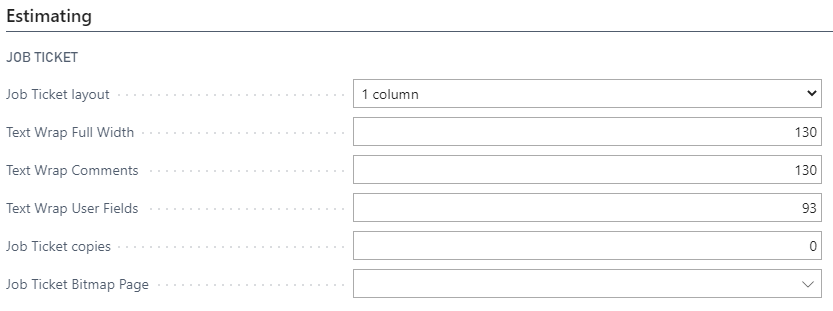 Estimating
JOB TICKET
Job Ticket layout 1 column
Text Wrap Full Width 130
Text Wrap Comments 130
Text Wrap User Fields 93
Job Ticket copies 0
Job Ticket Bitmap Page